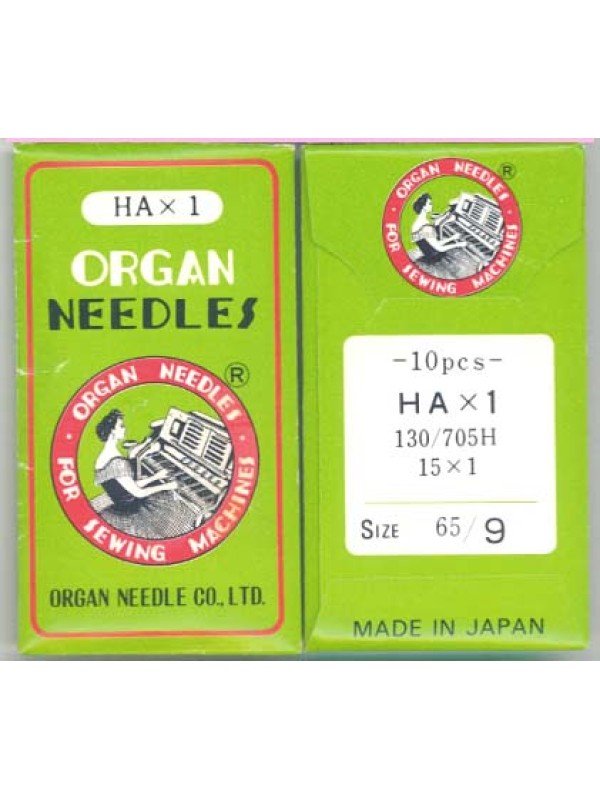 HA × 1
ORGAN
NEEDLES
®
· ORGAN NEEDLES ·
FOR SEWING MACHINES
ORGAN NEEDLE CO., LTD.
· ORGAN NEEDLES ·
®
FOR SEWING MACHINES
-10pcs-
HA × 1
130/705H
15 × 1
SIZE 65/9
MADE IN JAPAN